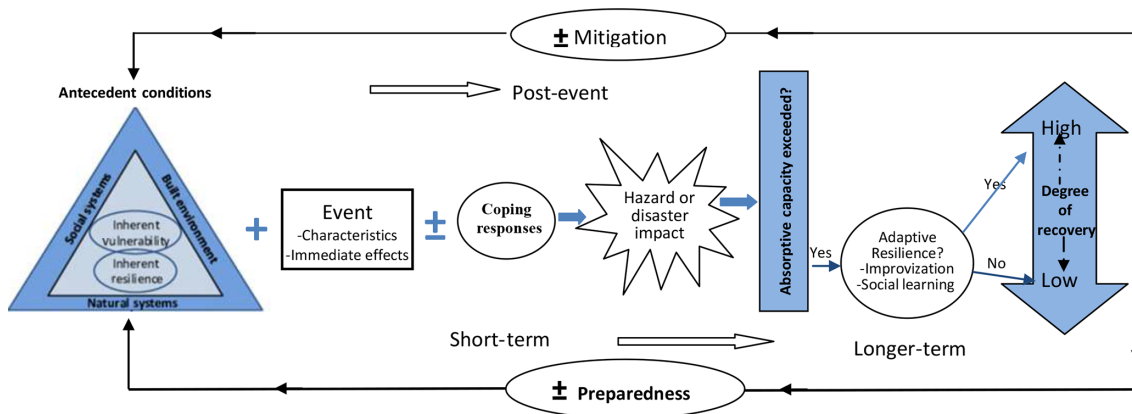 ± Mitigation
Antecedent conditions
Post-event
Social systems
Built environment
Natural systems
Inherent
vulnerability
Inherent
resilience
+
Event
-Characteristics
-Immediate effects
±
Coping
responses
Hazard or
disaster
impact
Absorptive capacity exceeded?
Yes
Adaptive
Resilience?
-Improvization
-Social learning
Yes
No
High
Degree of
recovery
Low
Short-term
Longer-term
± Preparedness